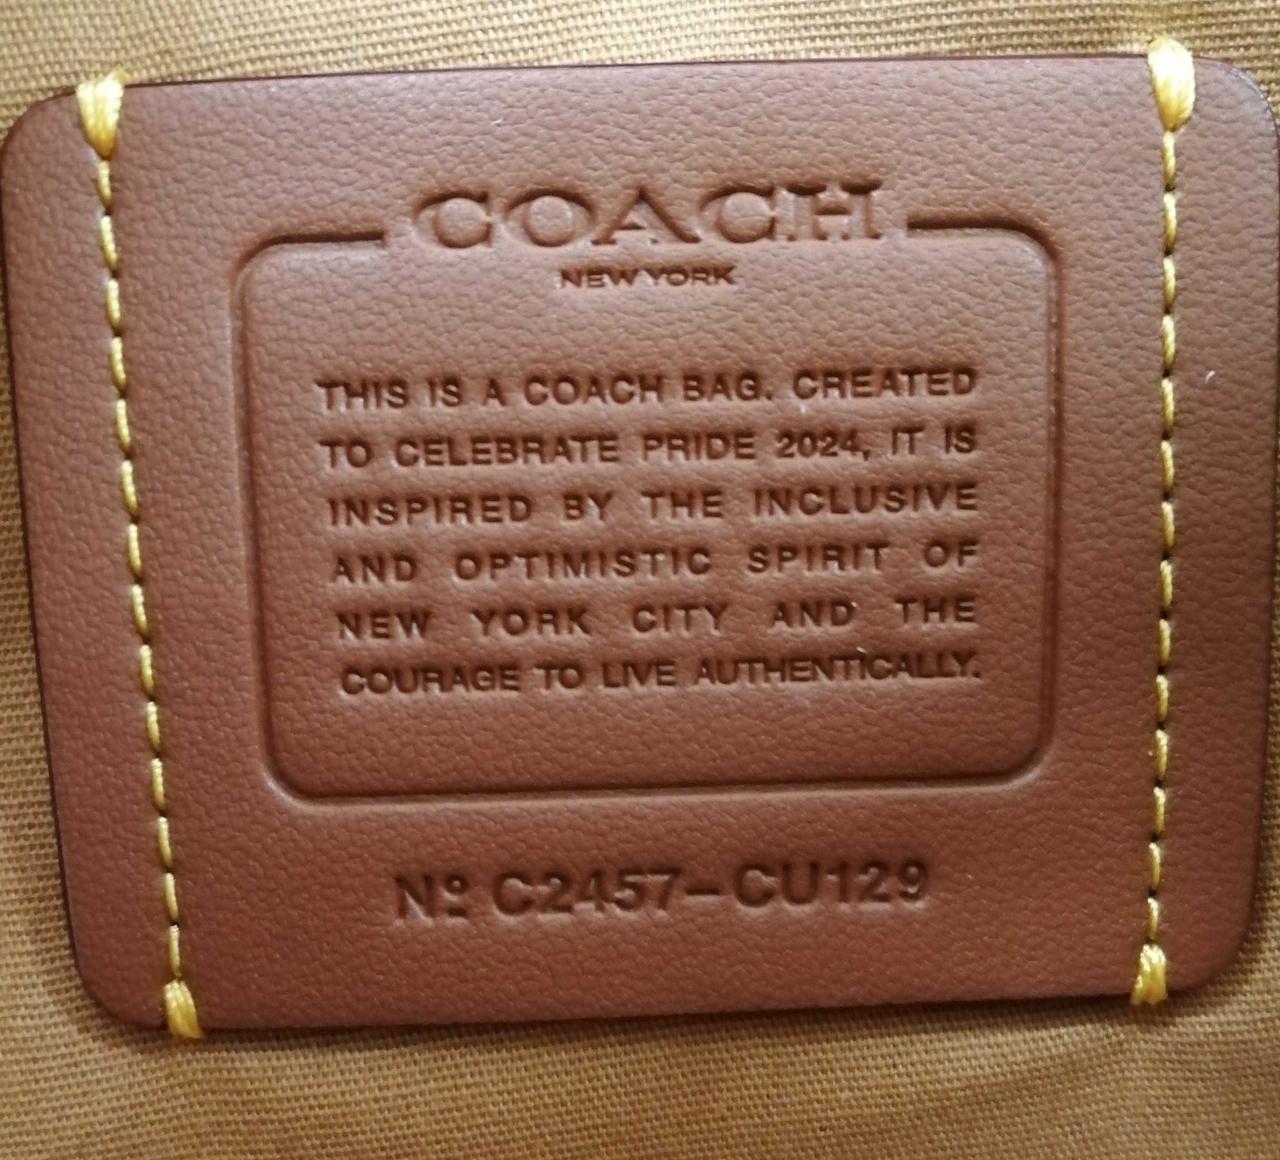 COACH
NEW YORK
THIS IS A COACH BAG. CREATED
TO CELEBRATE PRIDE 2024, IT IS
INSPIRED BY THE INCLUSIVE
AND OPTIMISTIC SPIRIT OF
NEW YORK CITY AND THE
COURAGE TO LIVE AUTHENTICALLY.
Nº C2457-CU129